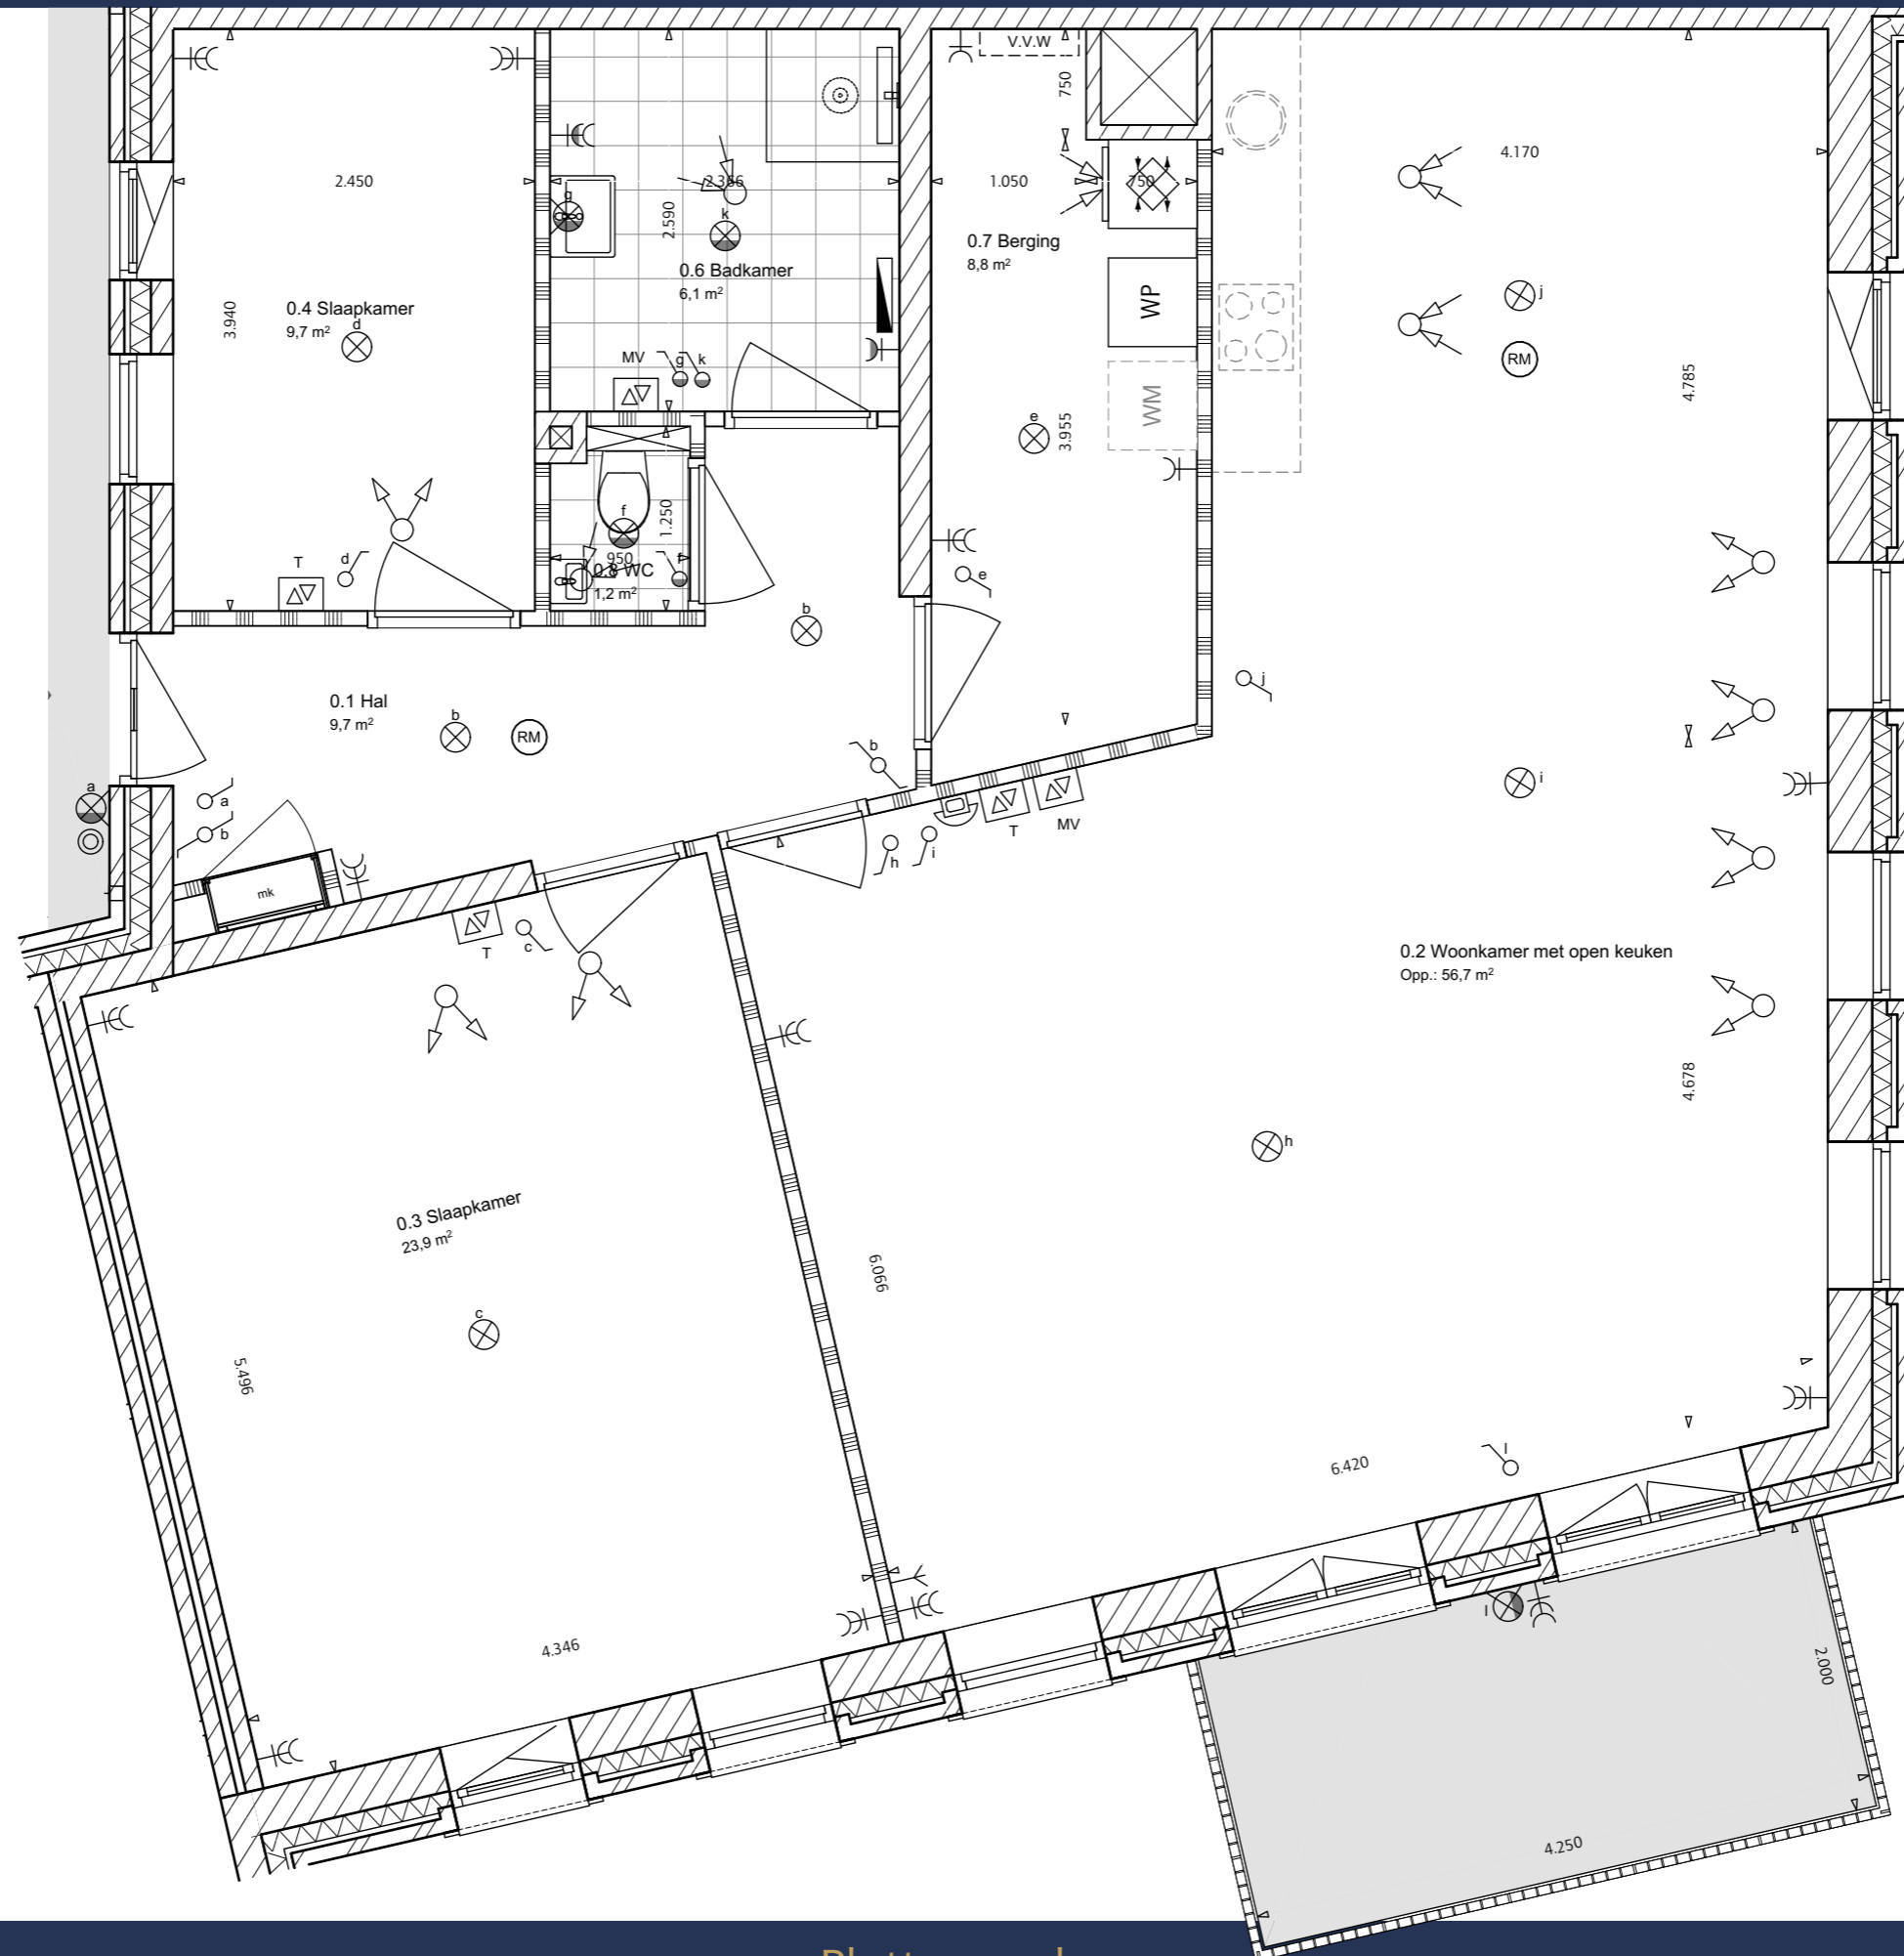 V.V.W
750
2.450
2.366
1.050
750
4.170
2.590
g
k
0.7 Berging
8,8 m²
0.6 Badkamer
6,1 m²
WP
j
0.4 Slaapkamer
9,7 m²
d
3.940
RM
MV
g
k
WM
4.785
e
3.955
f
1.250
T
d
950
f
0.8 WC
1,2 m²
e
b
j
0.1 Hal
9,7 m²
b
RM
b
a
a
b
i
T
MV
h
i
mk
T
c
0.2 Woonkamer met open keuken
Opp.: 56,7 m²
4.678
h
0.3 Slaapkamer
23,9 m²
6.066
c
5.496
l
6.420
l
4.346
2.000
4.250